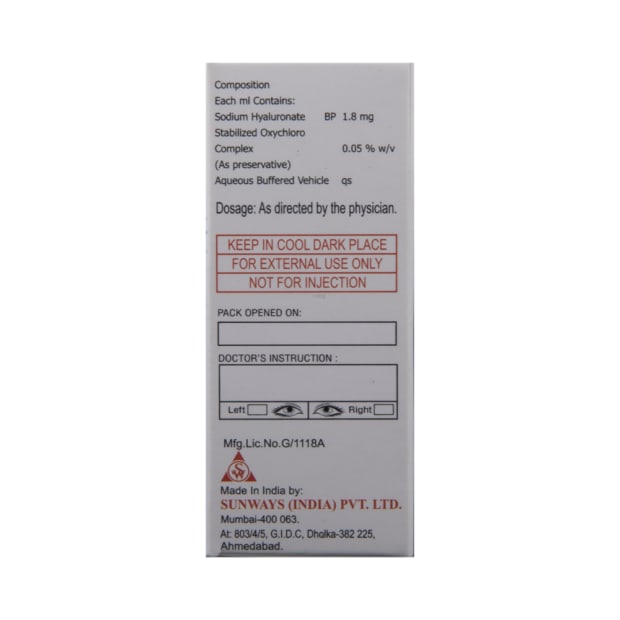 Composition
Each ml Contains:
Sodium Hyaluronate BP 1.8 mg
Stabilized Oxychloro
Complex 0.05 % w/v
(As preservative)
Aqueous Buffered Vehicle qs
Dosage: As directed by the physician.
KEEP IN COOL DARK PLACE
FOR EXTERNAL USE ONLY
NOT FOR INJECTION
PACK OPENED ON:
DOCTOR'S INSTRUCTION :
Left Right
Mfg.Lic.No.G/1118A
SW
Made In India by:
SUNWAYS (INDIA) PVT. LTD.
Mumbai-400 063.
At: 803/4/5, G.I.D.C, Dholka-382 225,
Ahmedabad.